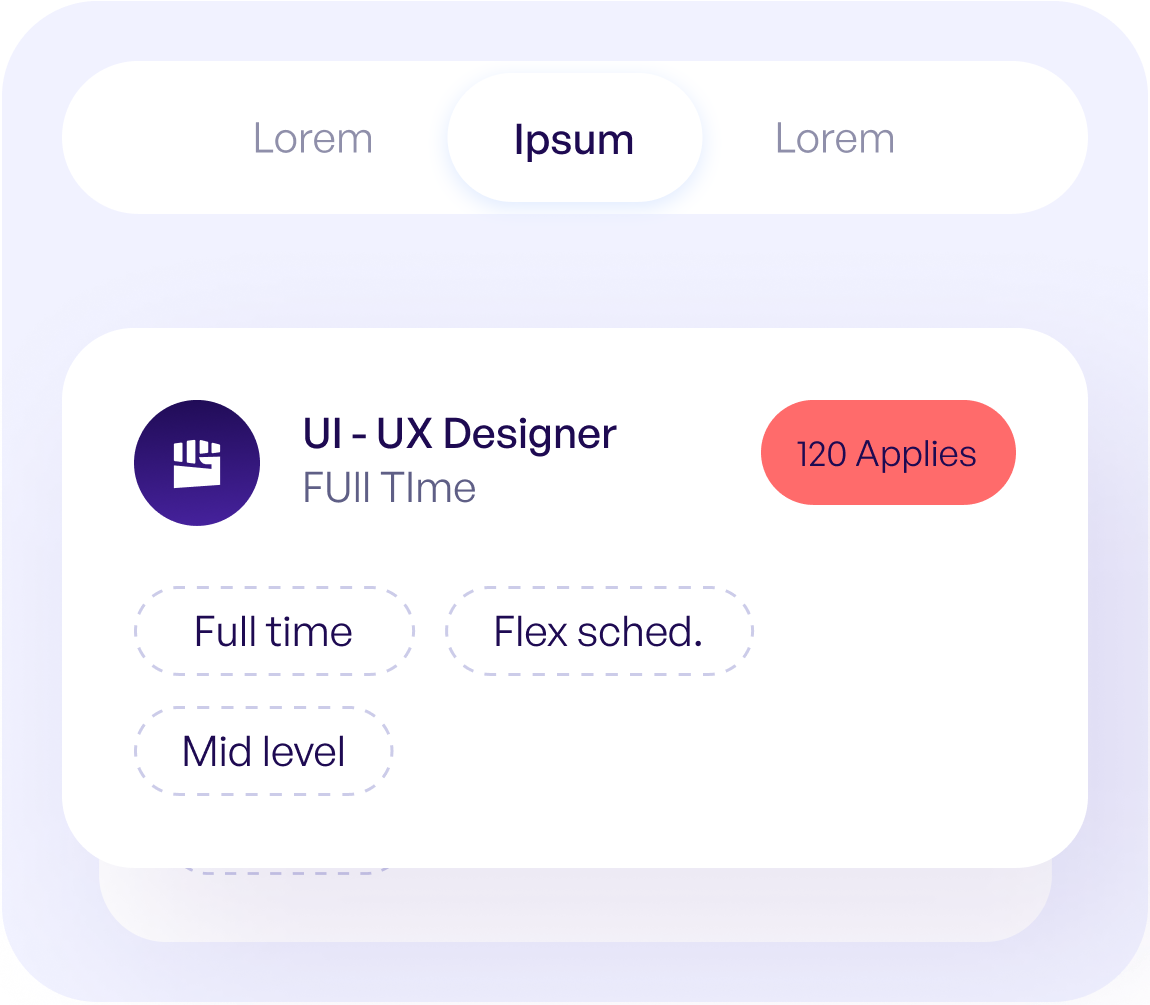 Lorem Ipsum Lorem
UI - UX Designer
FUll TIme
120 Applies
Full time Flex sched.
Mid level